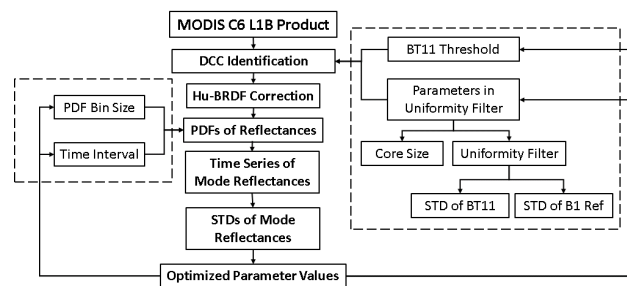 MODIS C6 L1B Product
DCC Identification
Hu-BRDF Correction
PDFs of Reflectances
Time Series of
Mode Reflectances
STDs of Mode
Reflectances
Optimized Parameter Values
PDF Bin Size
Time Interval
BT11 Threshold
Parameters in
Uniformity Filter
Core Size
Uniformity Filter
STD of BT11
STD of B1 Ref